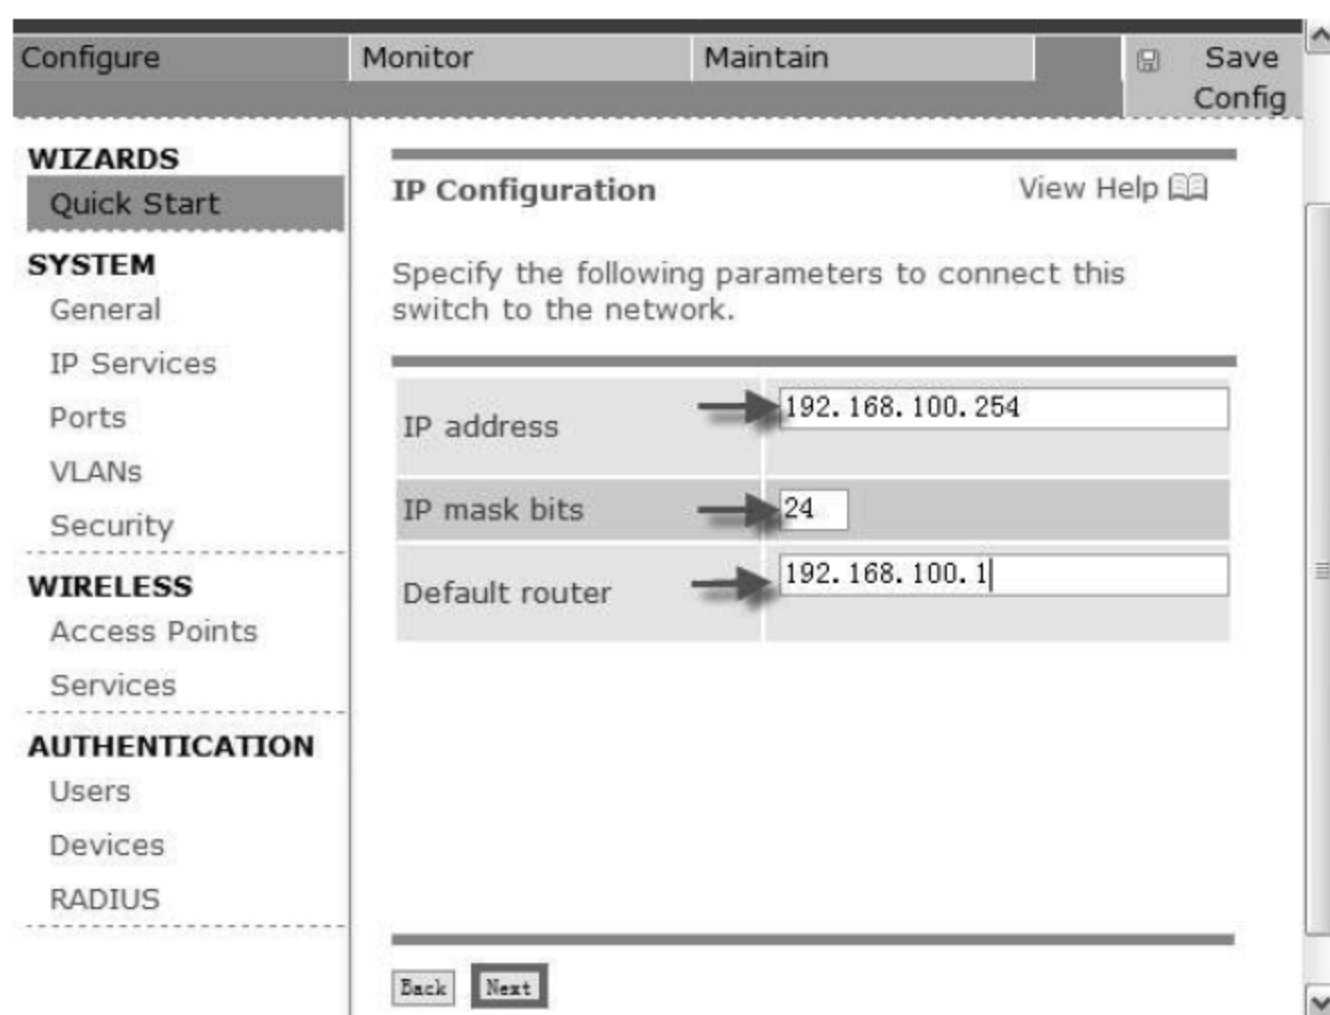 Configure
Monitor
Maintain
Save
Config
WIZARDS
Quick Start
SYSTEM
General
IP Services
Ports
VLANs
Security
WIRELESS
Access Points
Services
AUTHENTICATION
Users
Devices
RADIUS
IP Configuration
View Help
Specify the following parameters to connect this
switch to the network.
IP address
192.168.100.254
IP mask bits
24
Default router
192.168.100.1
Back
Next